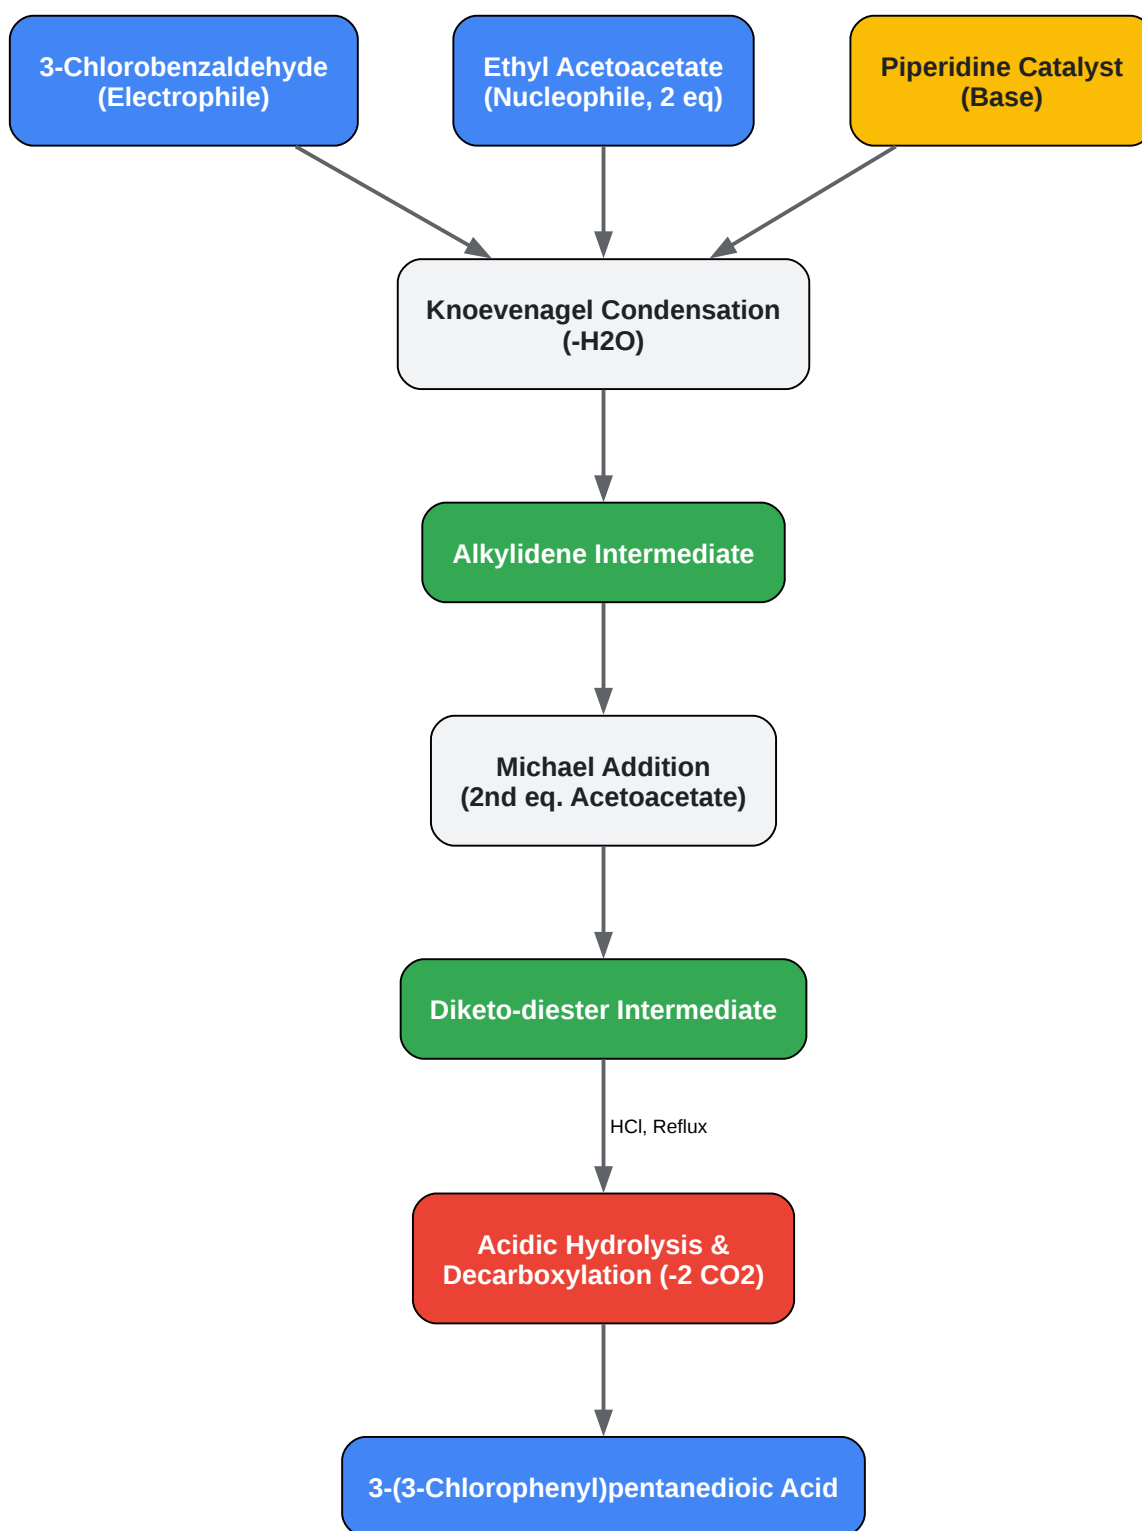 3-Chlorobenzaldehyde
(Electrophile)
Ethyl Acetoacetate
(Nucleophile, 2 eq)
Piperidine Catalyst
(Base)
Knoevenagel Condensation
(-H2O)
Alkylidene Intermediate
Michael Addition
(2nd eq. Acetoacetate)
Diketo-diester Intermediate
HCl, Reflux
Acidic Hydrolysis &
Decarboxylation (-2 CO2)
3-(3-Chlorophenyl)pentanedioic Acid